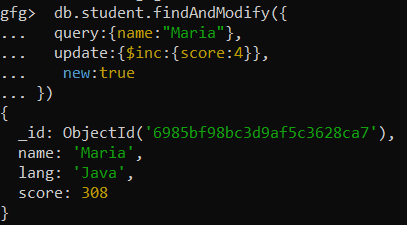 gfg>  db.student.findAndModify({
...   query:{name:"Maria"},
...   update:{$inc:{score:4}},
...    new:true
... })
{
  _id: ObjectId('6985bf98bc3d9af5c3628ca7'),
  name: 'Maria',
  lang: 'Java',
  score: 308
}